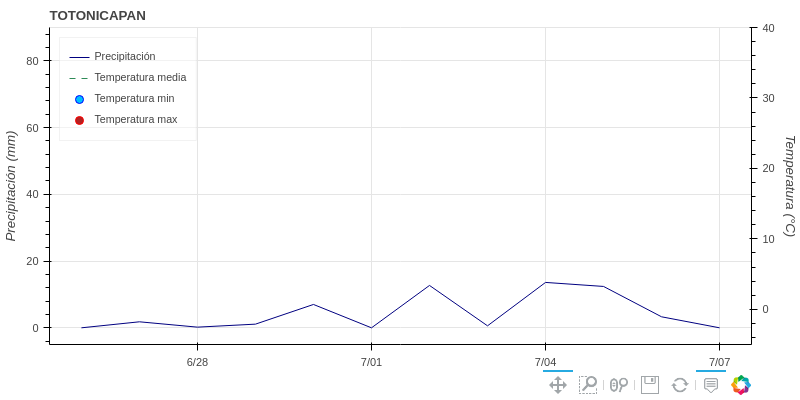 TOTONICAPAN
Precipitación
Temperatura media
Temperatura min
Temperatura max
Precipitación (mm)
80
60
40
20
0
Temperatura (°C)
40
30
20
10
0
6/28
7/01
7/04
7/07